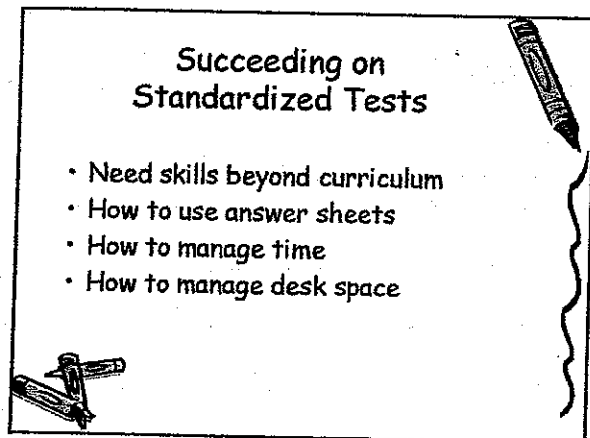 Succeeding on
Standardized Tests
• Need skills beyond curriculum
• How to use answer sheets
• How to manage time
• How to manage desk space